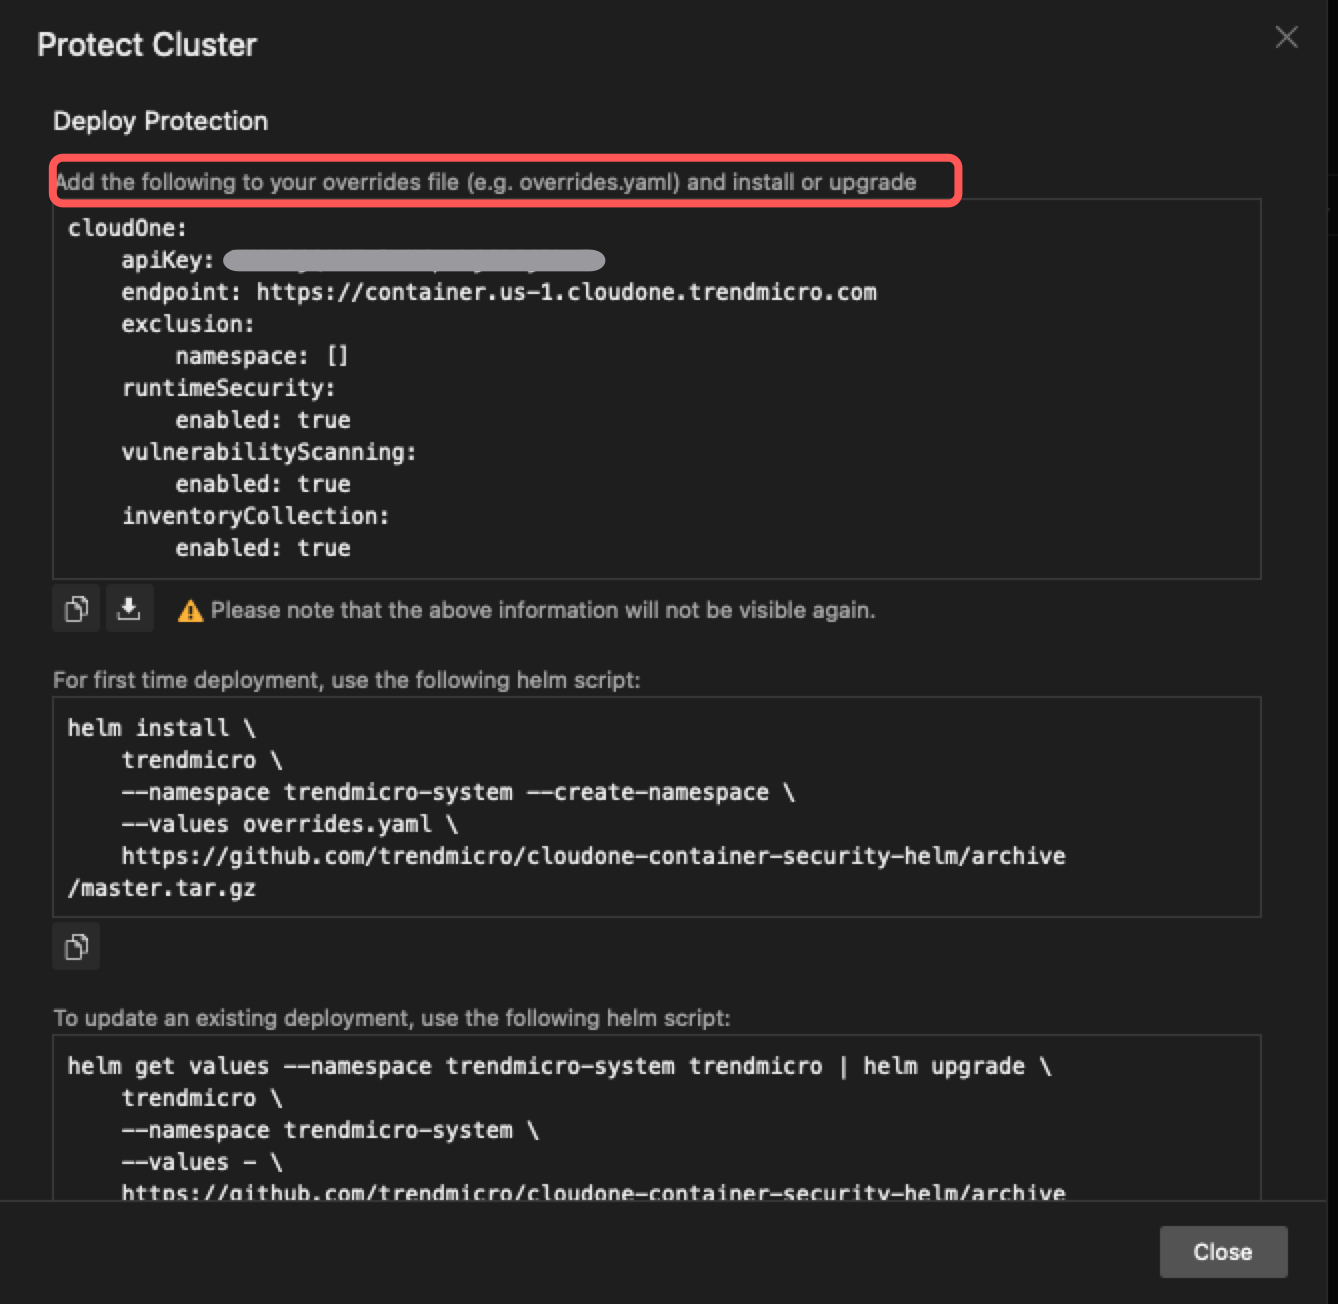 Protect Cluster
Deploy Protection
Add the following to your overrides file (e.g. overrides.yaml) and install or upgrade
cloudOne:
apiKey:
endpoint: https://container.us-1.cloudone.trendmicro.com
exclusion:
namespace: []
runtimeSecurity:
enabled: true
vulnerabilityScanning:
enabled: true
inventoryCollection:
enabled: true
Please note that the above information will not be visible again.
For first time deployment, use the following helm script:
helm install \
trendmicro \
--namespace trendmicro-system --create-namespace \
--values overrides.yaml \
https://github.com/trendmicro/cloudone-container-security-helm/archive
/master.tar.gz
To update an existing deployment, use the following helm script:
helm get values --namespace trendmicro-system trendmicro | helm upgrade \
trendmicro \
--namespace trendmicro-system \
--values - \
https://github.com/trendmicro/cloudone-container-security-helm/archive
Close